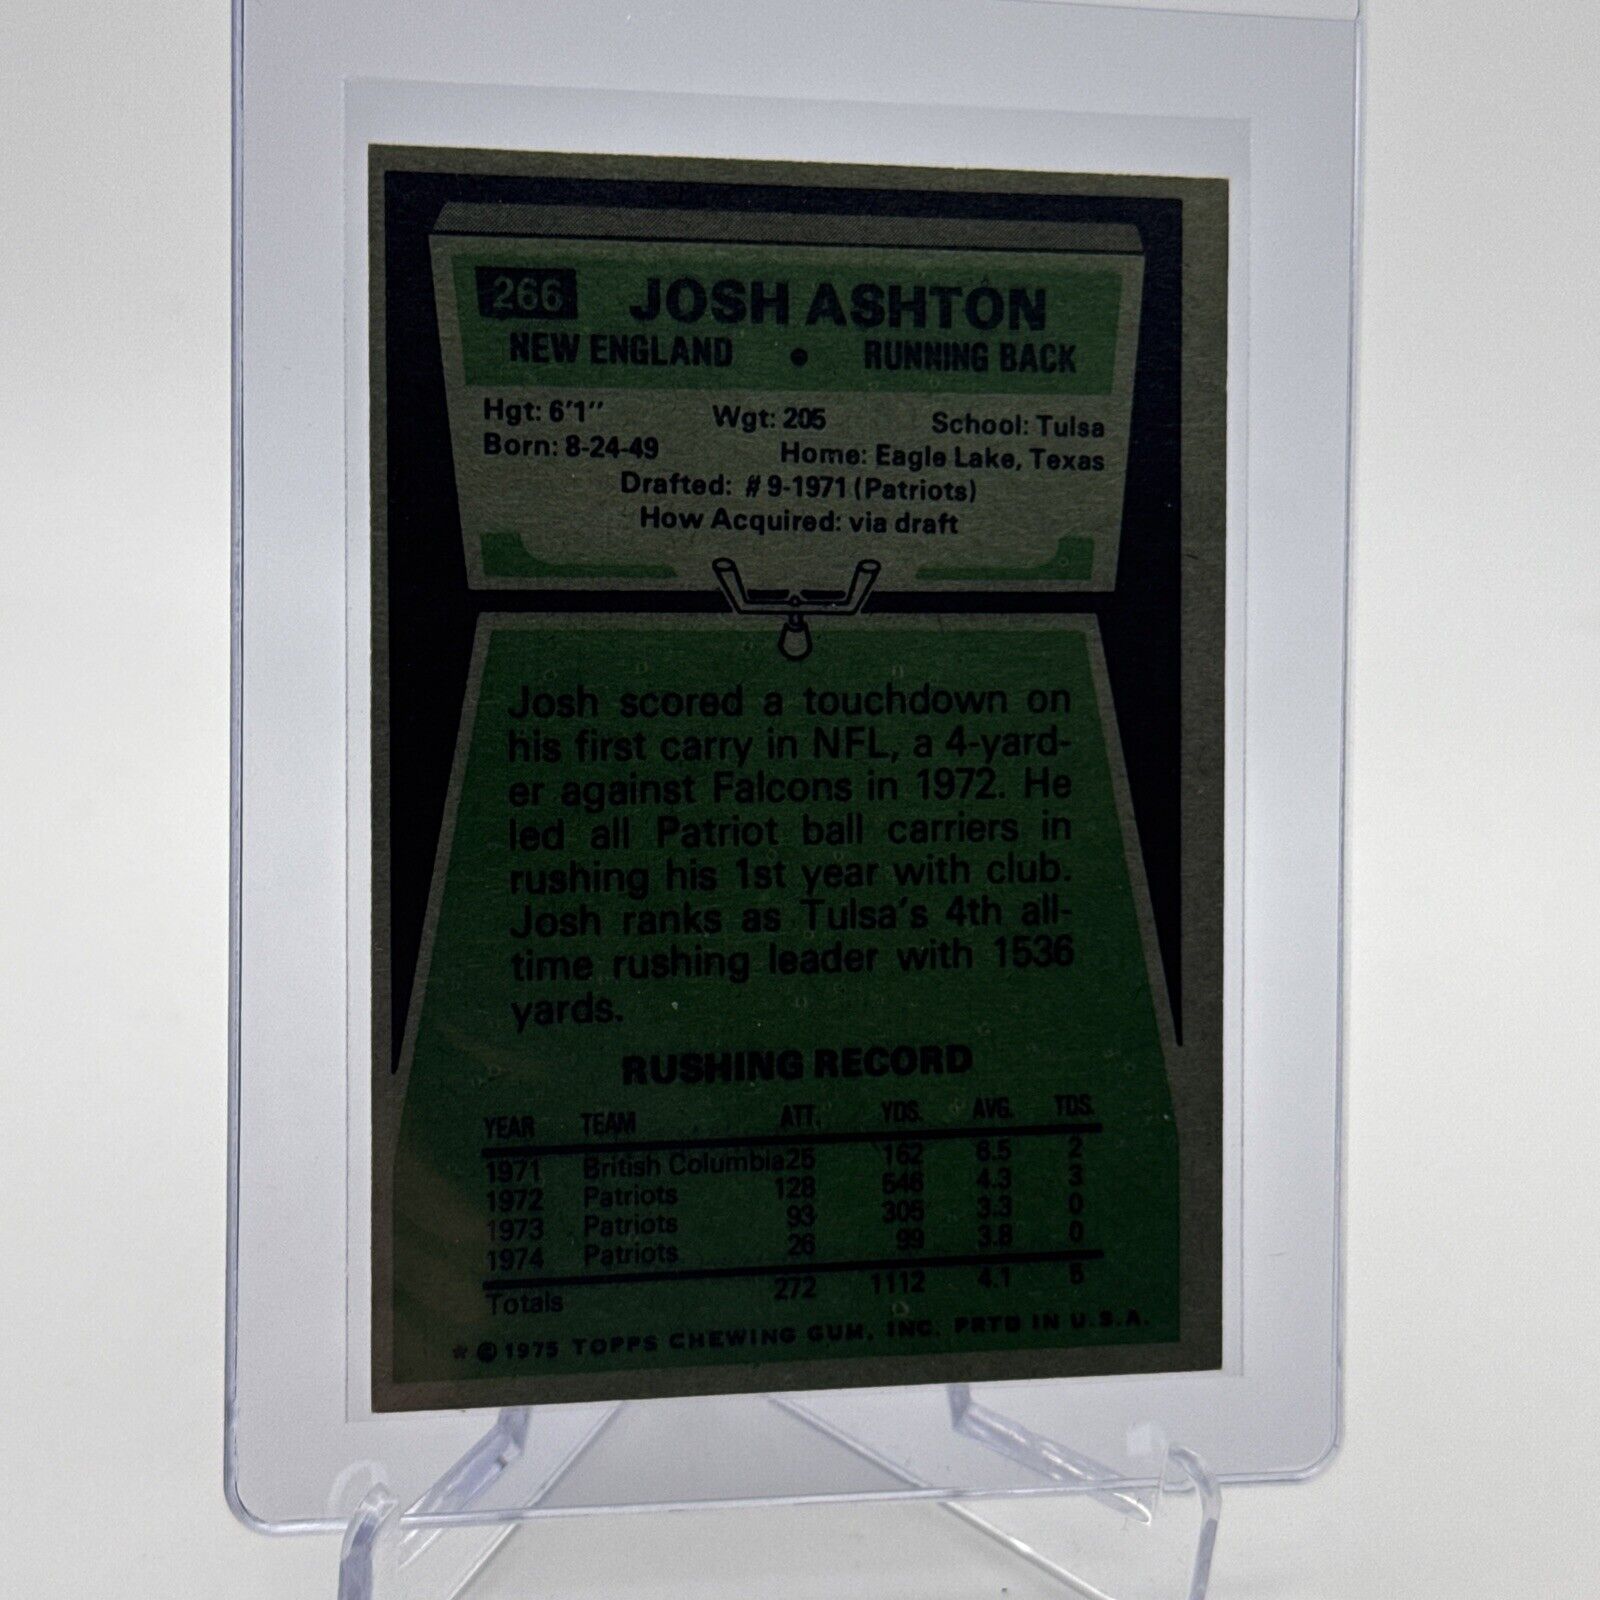 266 JOSH ASHTON
NEW ENGLAND • RUNNING BACK
Hgt: 6'1" Wgt: 205 School: Tulsa
Born: 8-24-49 Home: Eagle Lake, Texas
Drafted: #9-1971 (Patriots)
How Acquired: via draft
Josh scored a touchdown on
his first carry in NFL, a 4-yard-
er against Falcons in 1972. He
led all Patriot ball carriers in
rushing his 1st year with club.
Josh ranks as Tulsa's 4th all-
time rushing leader with 1536
yards.
RUSHING RECORD
YEAR TEAM ATT. YDS. AVG. TDS.
1971 British Columbia 25 162 6.5 2
1972 Patriots 128 546 4.3 3
1973 Patriots 93 305 3.3 0
1974 Patriots 26 99 3.8 0
Totals 272 1112 4.1 5
* © 1975 TOPPS CHEWING GUM, INC. PRTD IN U.S.A.